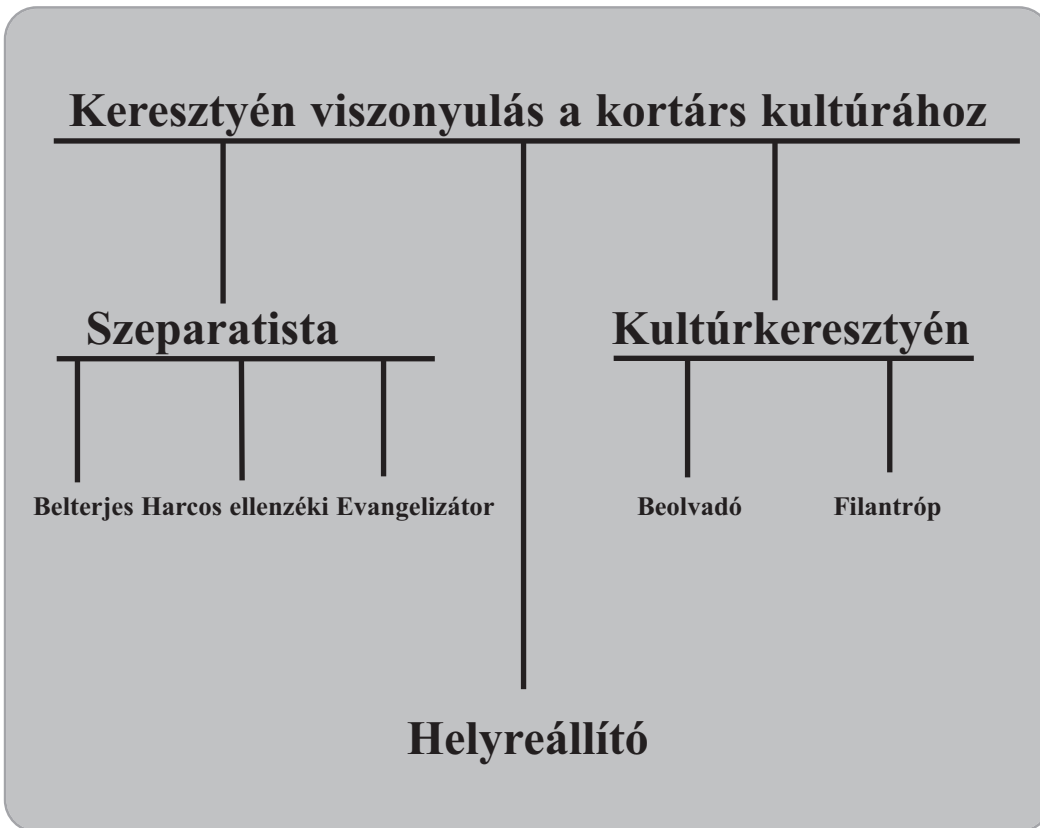 Keresztyén viszonyulás a kortárs kultúrához
Szeparatista
Kultúrkeresztyén
Belterjes Harcos ellenzéki Evangelizátor
Beolvadó
Filantróp
Helyreállító